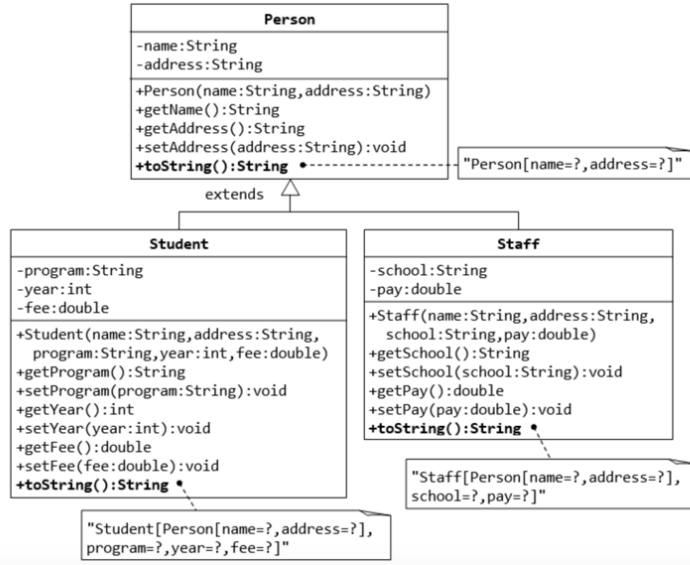 Person
-name:String
-address:String
+Person(name:String,address:String)
+getName():String
+getAddress():String
+setAddress(address:String):void
+toString():String
"Person[name=?,address=?]"
extends
Student
-program:String
-year:int
-fee:double
+Student(name:String,address:String,
program:String,year:int,fee:double)
+getProgram():String
+setProgram(program:String):void
+getYear():int
+setYear(year:int):void
+getFee():double
+setFee(fee:double):void
+toString():String
"Student[Person[name=?,address=?],
program=?,year=?,fee=?]"
Staff
-school:String
-pay:double
+Staff(name:String,address:String,
school:String,pay:double)
+getSchool():String
+setSchool(school:String):void
+getPay():double
+setPay(pay:double):void
+toString():String
"Staff[Person[name=?,address=?],
school=?,pay=?]"